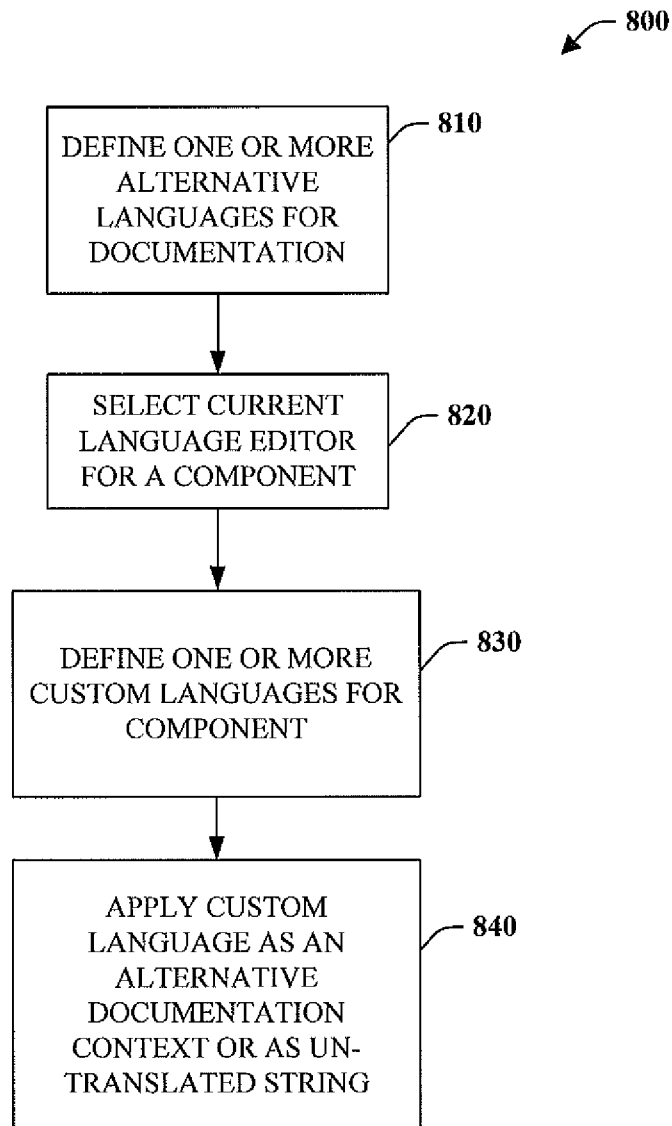 800
810
DEFINE ONE OR MORE
ALTERNATIVE
LANGUAGES FOR
DOCUMENTATION
820
SELECT CURRENT
LANGUAGE EDITOR
FOR A COMPONENT
830
DEFINE ONE OR MORE
CUSTOM LANGUAGES FOR
COMPONENT
840
APPLY CUSTOM
LANGUAGE AS AN
ALTERNATIVE
DOCUMENTATION
CONTEXT OR AS UN-
TRANSLATED STRING